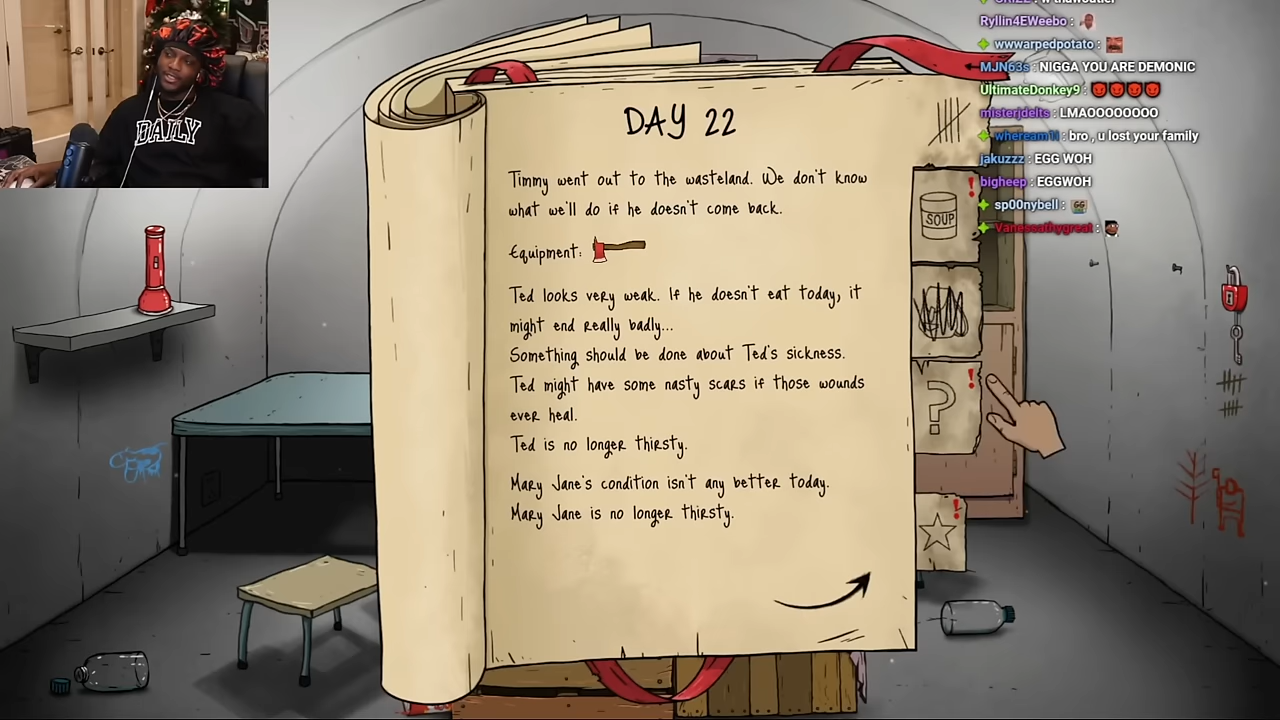 DAY 22
Timmy went out to the wasteland. We don't know
what we'll do if he doesn't come back.
Equipment:
Ted looks very weak. If he doesn't eat today, it
might end really badly...
Something should be done about Ted's sickness.
Ted might have some nasty scars if those wounds
ever heal.
Ted is no longer thirsty.
Mary Jane's condition isn't any better today.
Mary Jane is no longer thirsty.
SOUP
?
DAILY
Ryllin4EWeebo :
wwwarpedpotato :
MJN63s : NIGGA YOU ARE DEMONIC
UltimateDonkey9 :
misterjdelts : LMAOOOOOOOO
wheream1i : bro , u lost your family
jakuzzz : EGG WOH
bigheep : EGGWOH
sp00nybell :
Vanessathygreat :